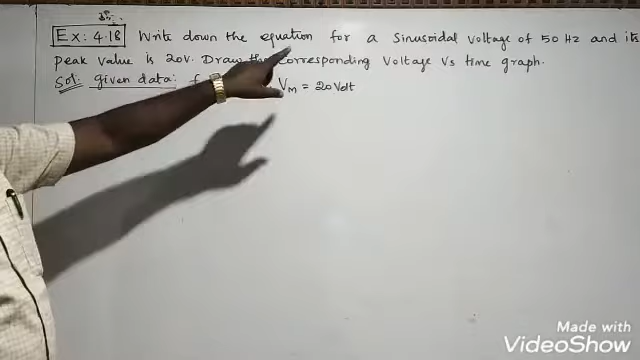 Ex: 4.18 Write down the equation for a Sinusoidal voltage of 50 Hz and its
peak value is 20v. Draw the corresponding Voltage Vs time graph.
Sol: given data: f
Vm = 20 Volt
Made with
VideoShow